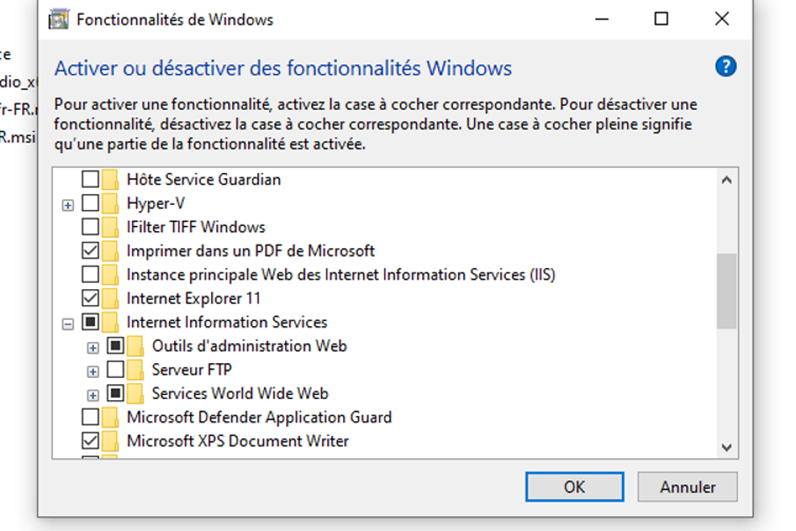 Fonctionnalités de Windows
ce
Activer ou désactiver des fonctionnalités Windows
?
dio_x
Pour activer une fonctionnalité, activez la case à cocher correspondante. Pour désactiver une
fr-FR.
fonctionnalité, désactivez la case à cocher correspondante. Une case à cocher pleine signifie
R.msi
qu'une partie de la fonctionnalité est activée.
Hôte Service Guardian
Hyper-V
IFilter TIFF Windows
Imprimer dans un PDF de Microsoft
Instance principale Web des Internet Information Services (IIS)
Internet Explorer 11
Internet Information Services
Outils d'administration Web
Serveur FTP
Services World Wide Web
Microsoft Defender Application Guard
Microsoft XPS Document Writer
OK
Annuler